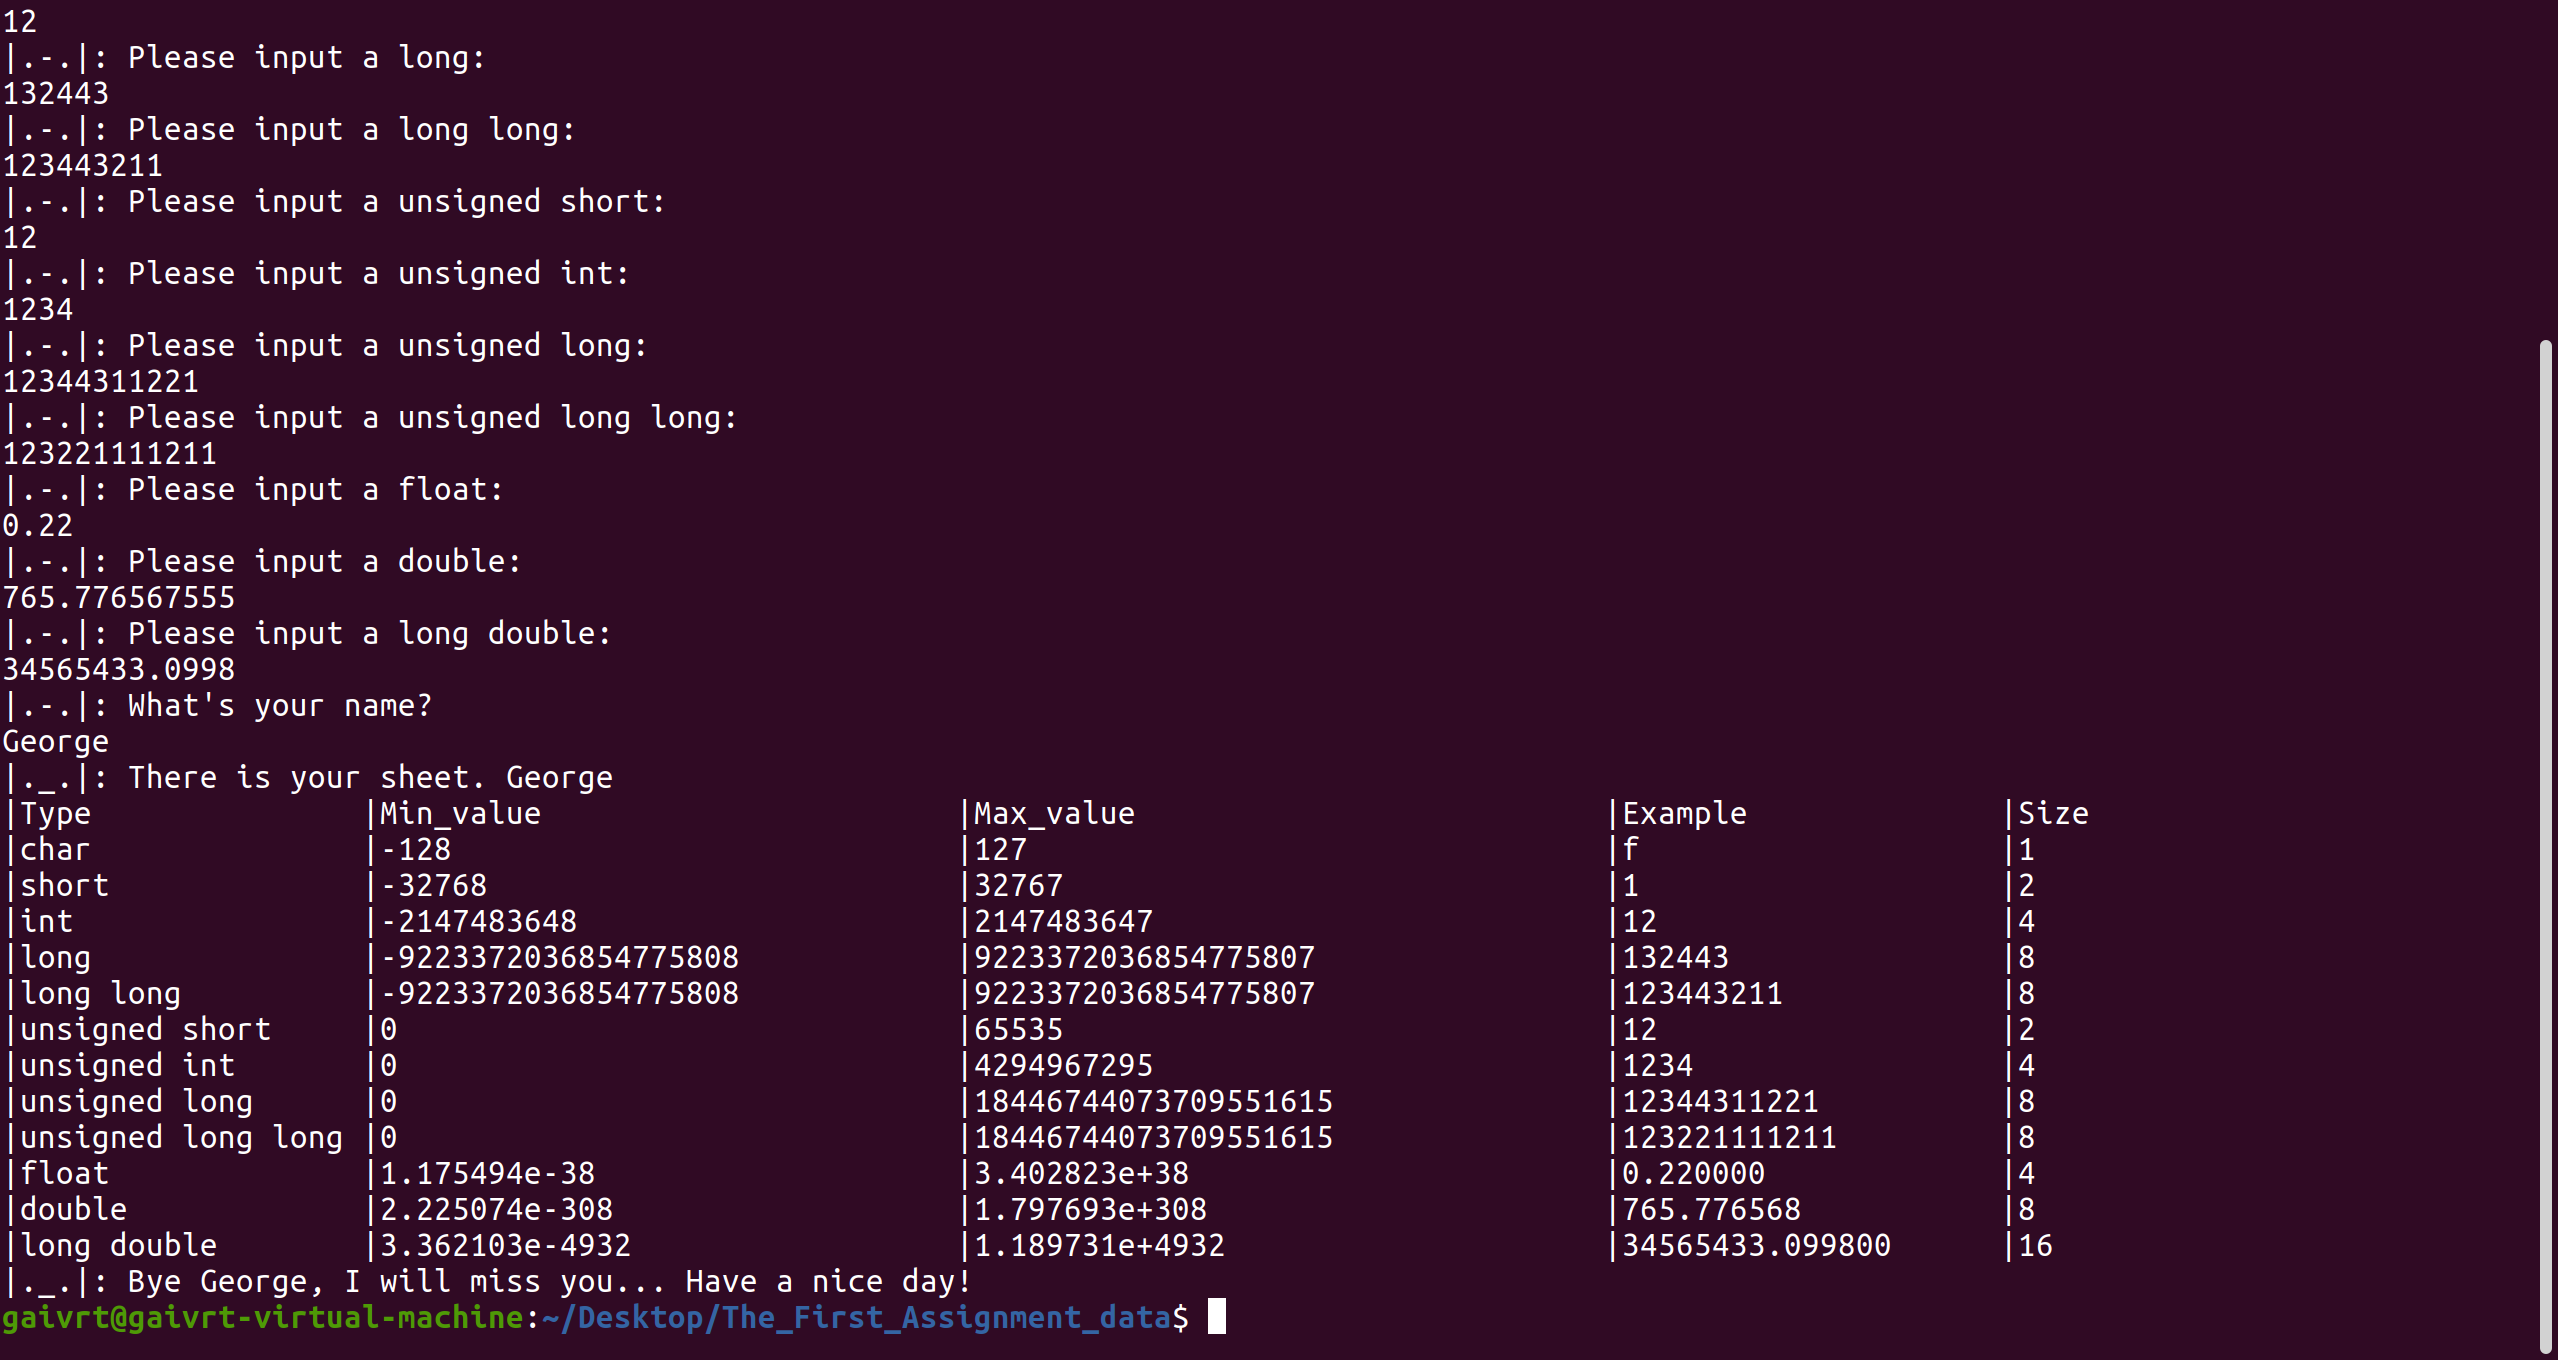 12
|.-.|: Please input a long:
132443
|.-.|: Please input a long long:
123443211
|.-.|: Please input a unsigned short:
12
|.-.|: Please input a unsigned int:
1234
|.-.|: Please input a unsigned long:
12344311221
|.-.|: Please input a unsigned long long:
123221111211
|.-.|: Please input a float:
0.22
|.-.|: Please input a double:
765.776567555
|.-.|: Please input a long double:
34565433.0998
|.-.|: What's your name?
George
|._.|: There is your sheet. George
|Type               |Min_value                       |Max_value                          |Example              |Size
|char               |-128                            |127                                |f                    |1
|short              |-32768                          |32767                              |1                    |2
|int                |-2147483648                     |2147483647                         |12                   |4
|long               |-9223372036854775808            |9223372036854775807                |132443               |8
|long long          |-9223372036854775808            |9223372036854775807                |123443211            |8
|unsigned short     |0                               |65535                              |12                   |2
|unsigned int       |0                               |4294967295                         |1234                 |4
|unsigned long      |0                               |18446744073709551615               |12344311221          |8
|unsigned long long |0                               |18446744073709551615               |123221111211         |8
|float              |1.175494e-38                    |3.402823e+38                       |0.220000             |4
|double             |2.225074e-308                   |1.797693e+308                      |765.776568           |8
|long double        |3.362103e-4932                  |1.189731e+4932                     |34565433.099800      |16
|._.|: Bye George, I will miss you... Have a nice day!
gaivrt@gaivrt-virtual-machine:~/Desktop/The_First_Assignment_data$